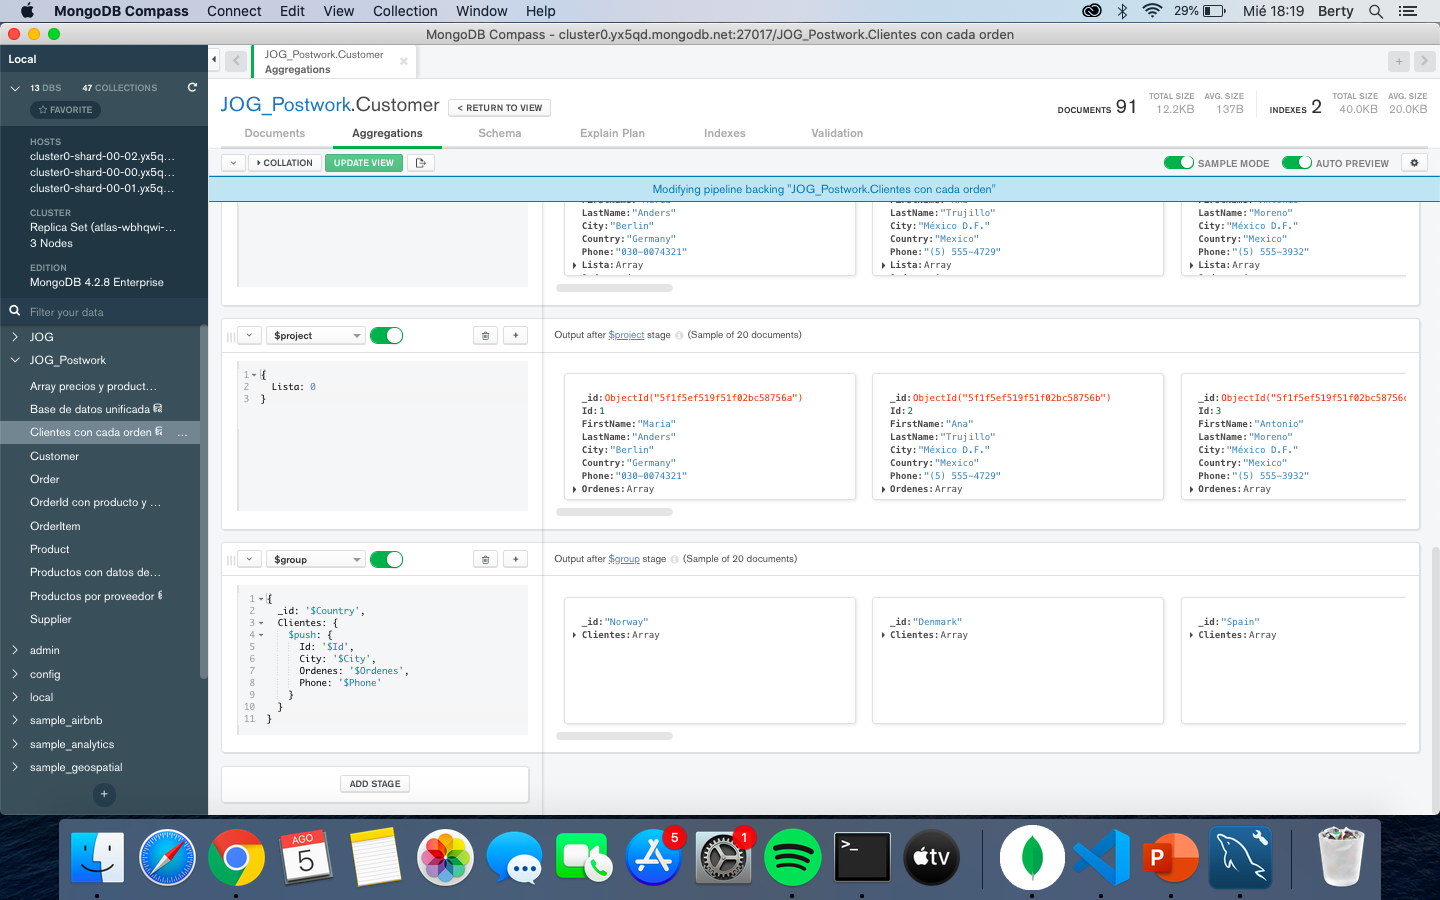 MongoDB Compass Connect Edit View Collection Window Help 29% Mié 18:19 Berty
MongoDB Compass - cluster0.yx5qd.mongodb.net:27017/JOG_Postwork.Clientes con cada orden
Local
13 DBS 47 COLLECTIONS
FAVORITE
HOSTS
cluster0-shard-00-02.yx5q...
cluster0-shard-00-00.yx5q...
cluster0-shard-00-01.yx5q...
CLUSTER
Replica Set (atlas-wbhqwi-...
3 Nodes
EDITION
MongoDB 4.2.8 Enterprise
Filter your data
JOG
JOG_Postwork
Array precios y product...
Base de datos unificada
Clientes con cada orden ...
Customer
Order
OrderId con producto y ...
OrderItem
Product
Productos con datos de...
Productos por proveedor
Supplier
admin
config
local
sample_airbnb
sample_analytics
sample_geospatial
+
JOG_Postwork.Customer
Aggregations
JOG_Postwork.Customer < RETURN TO VIEW
DOCUMENTS 91 TOTAL SIZE 12.2KB AVG. SIZE 137B INDEXES 2 TOTAL SIZE 40.0KB AVG. SIZE 20.0KB
Documents Aggregations Schema Explain Plan Indexes Validation
COLLATION UPDATE VIEW SAMPLE MODE AUTO PREVIEW
Modifying pipeline backing "JOG_Postwork.Clientes con cada orden"
LastName:"Anders"
City:"Berlin"
Country:"Germany"
Phone:"030-0074321"
Lista:Array
LastName:"Trujillo"
City:"México D.F."
Country:"Mexico"
Phone:"(5) 555-4729"
Lista:Array
LastName:"Moreno"
City:"México D.F."
Country:"Mexico"
Phone:"(5) 555-3932"
Lista:Array
$project
Output after $project stage (Sample of 20 documents)
1 {
2 Lista: 0
3 }
_id:ObjectId("5f1f5ef519f51f02bc58756a")
Id:1
FirstName:"Maria"
LastName:"Anders"
City:"Berlin"
Country:"Germany"
Phone:"030-0074321"
Ordenes:Array
_id:ObjectId("5f1f5ef519f51f02bc58756b")
Id:2
FirstName:"Ana"
LastName:"Trujillo"
City:"México D.F."
Country:"Mexico"
Phone:"(5) 555-4729"
Ordenes:Array
_id:ObjectId("5f1f5ef519f51f02bc58756c
Id:3
FirstName:"Antonio"
LastName:"Moreno"
City:"México D.F."
Country:"Mexico"
Phone:"(5) 555-3932"
Ordenes:Array
$group
Output after $group stage (Sample of 20 documents)
1 {
2 _id: '$Country',
3 Clientes: {
4 $push: {
5 Id: '$Id',
6 City: '$City',
7 Ordenes: '$Ordenes',
8 Phone: '$Phone'
9 }
10 }
11 }
_id:"Norway"
Clientes:Array
_id:"Denmark"
Clientes:Array
_id:"Spain"
Clientes:Array
ADD STAGE
AGO
5
5
1
>_
tv
P